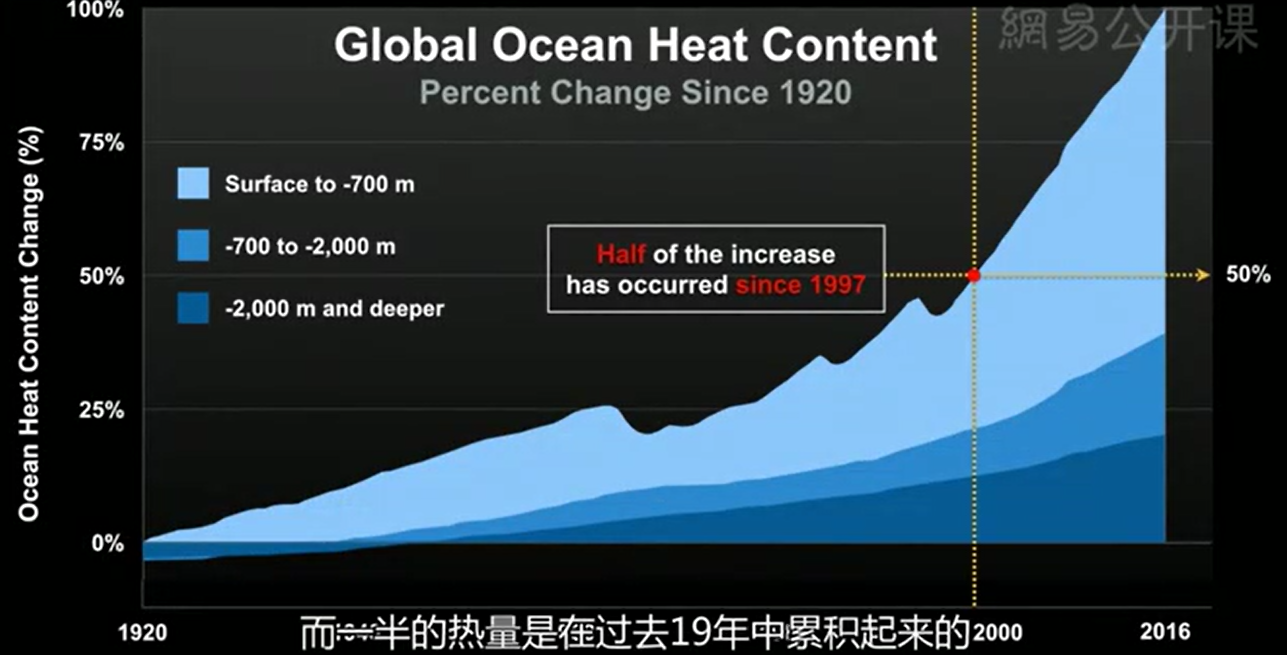 100%
網易公开课
Global Ocean Heat Content
Percent Change Since 1920
Ocean Heat Content Change (%)
75%
Surface to -700 m
-700 to -2,000 m
Half of the increase
has occurred since 1997
50%
50%
-2,000 m and deeper
25%
0%
1920
而一半的热量是在过去19年中累积起来的
2000
2016